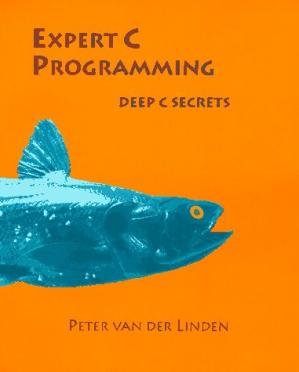 EXPERT C
PROGRAMMING
DEEP C SECRETS
PETER VAN DER LINDEN